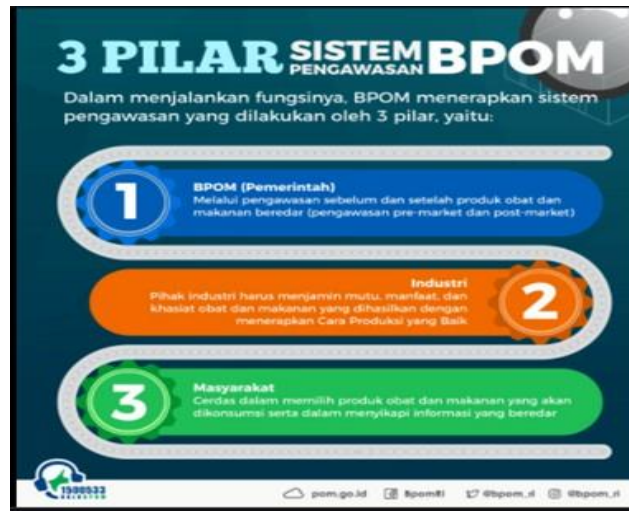 3 PILAR SISTEM PENGAWASAN BPOM
Dalam menjalankan fungsinya, BPOM menerapkan sistem
pengawasan yang dilakukan oleh 3 pilar, yaitu:
1
BPOM (Pemerintah)
Melalui pengawasan sebelum dan setelah produk obat dan
makanan beredar (pengawasan pre-market dan post-market)
Industri
Pihak industri harus menjamin mutu, manfaat, dan
khasiat obat dan makanan yang dihasilkan dengan
menerapkan Cara Produksi yang Baik
2
3
Masyarakat
Cerdas dalam memilih produk obat dan makanan yang akan
dikonsumsi serta dalam menyikapi informasi yang beredar
1500533
HALOBPOM
pom.go.id BpomRI @bpom_ri @bpom_ri